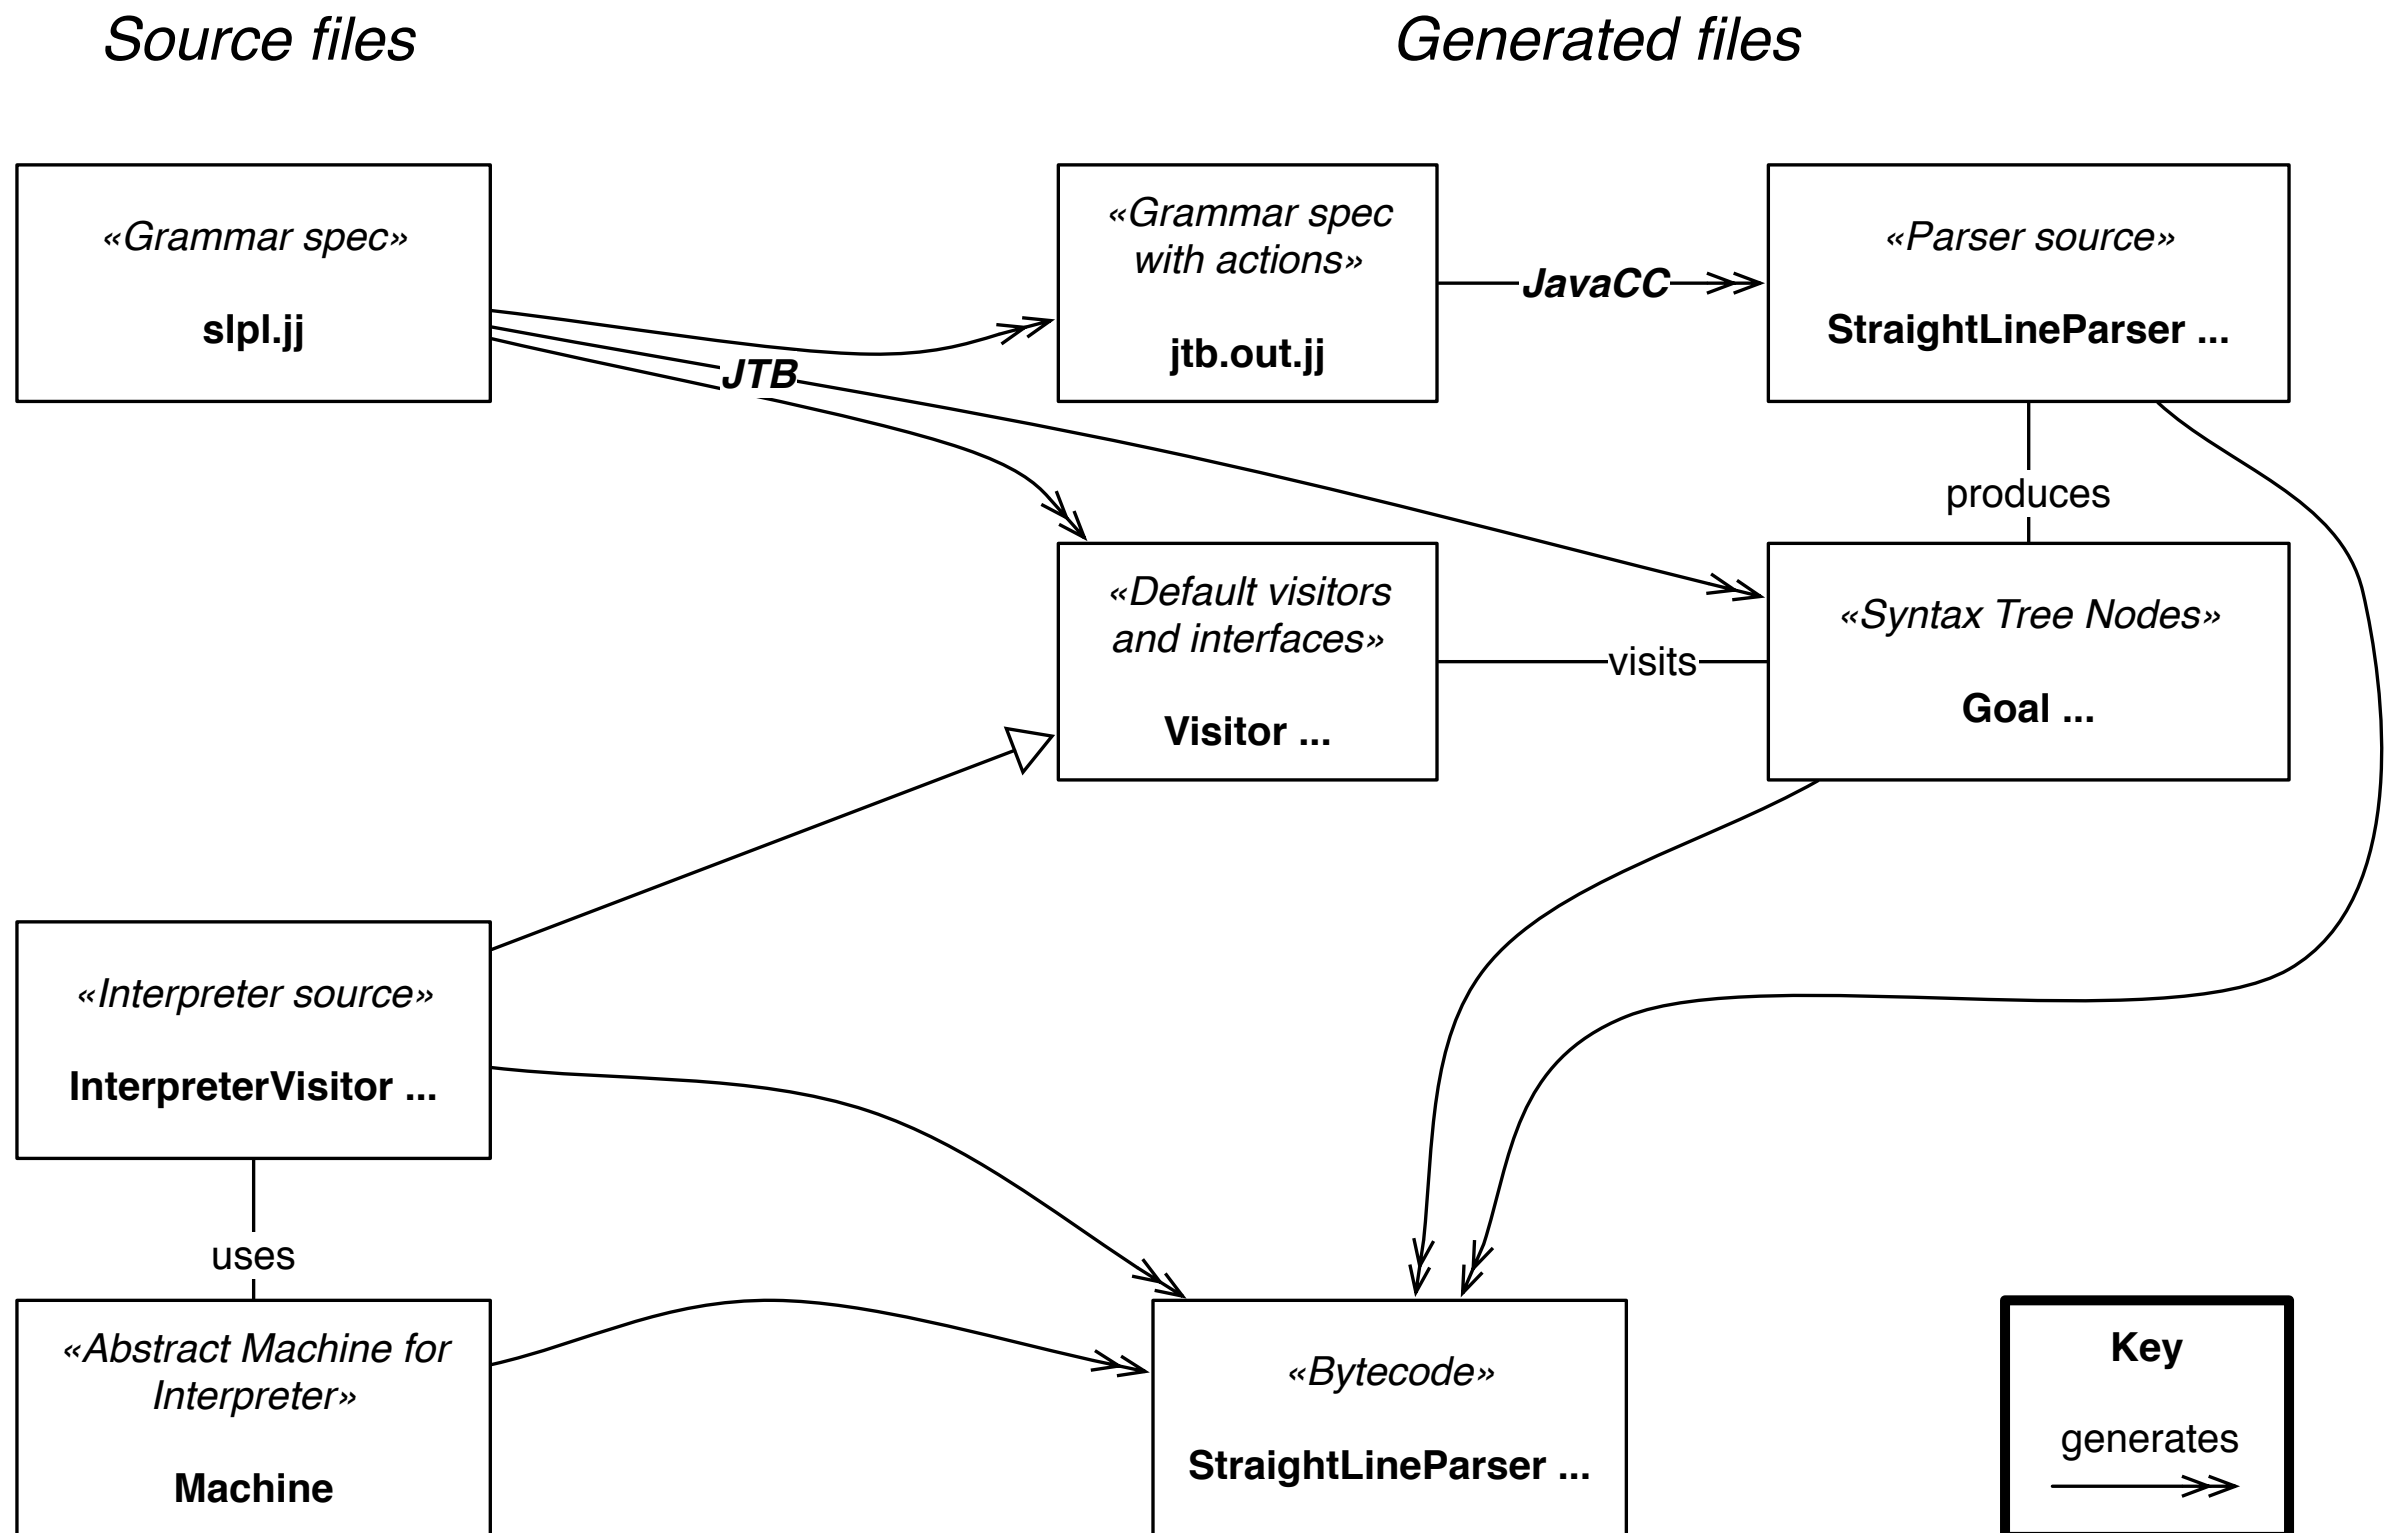 Source files
Generated files
«Grammar spec»
slpl.jj
«Grammar spec
with actions»
jtb.out.jj
JavaCC
«Parser source»
StraightLineParser ...
JTB
produces
«Default visitors
and interfaces»
Visitor ...
visits
«Syntax Tree Nodes»
Goal ...
«Interpreter source»
InterpreterVisitor ...
uses
«Abstract Machine for
Interpreter»
Machine
«Bytecode»
StraightLineParser ...
Key
generates